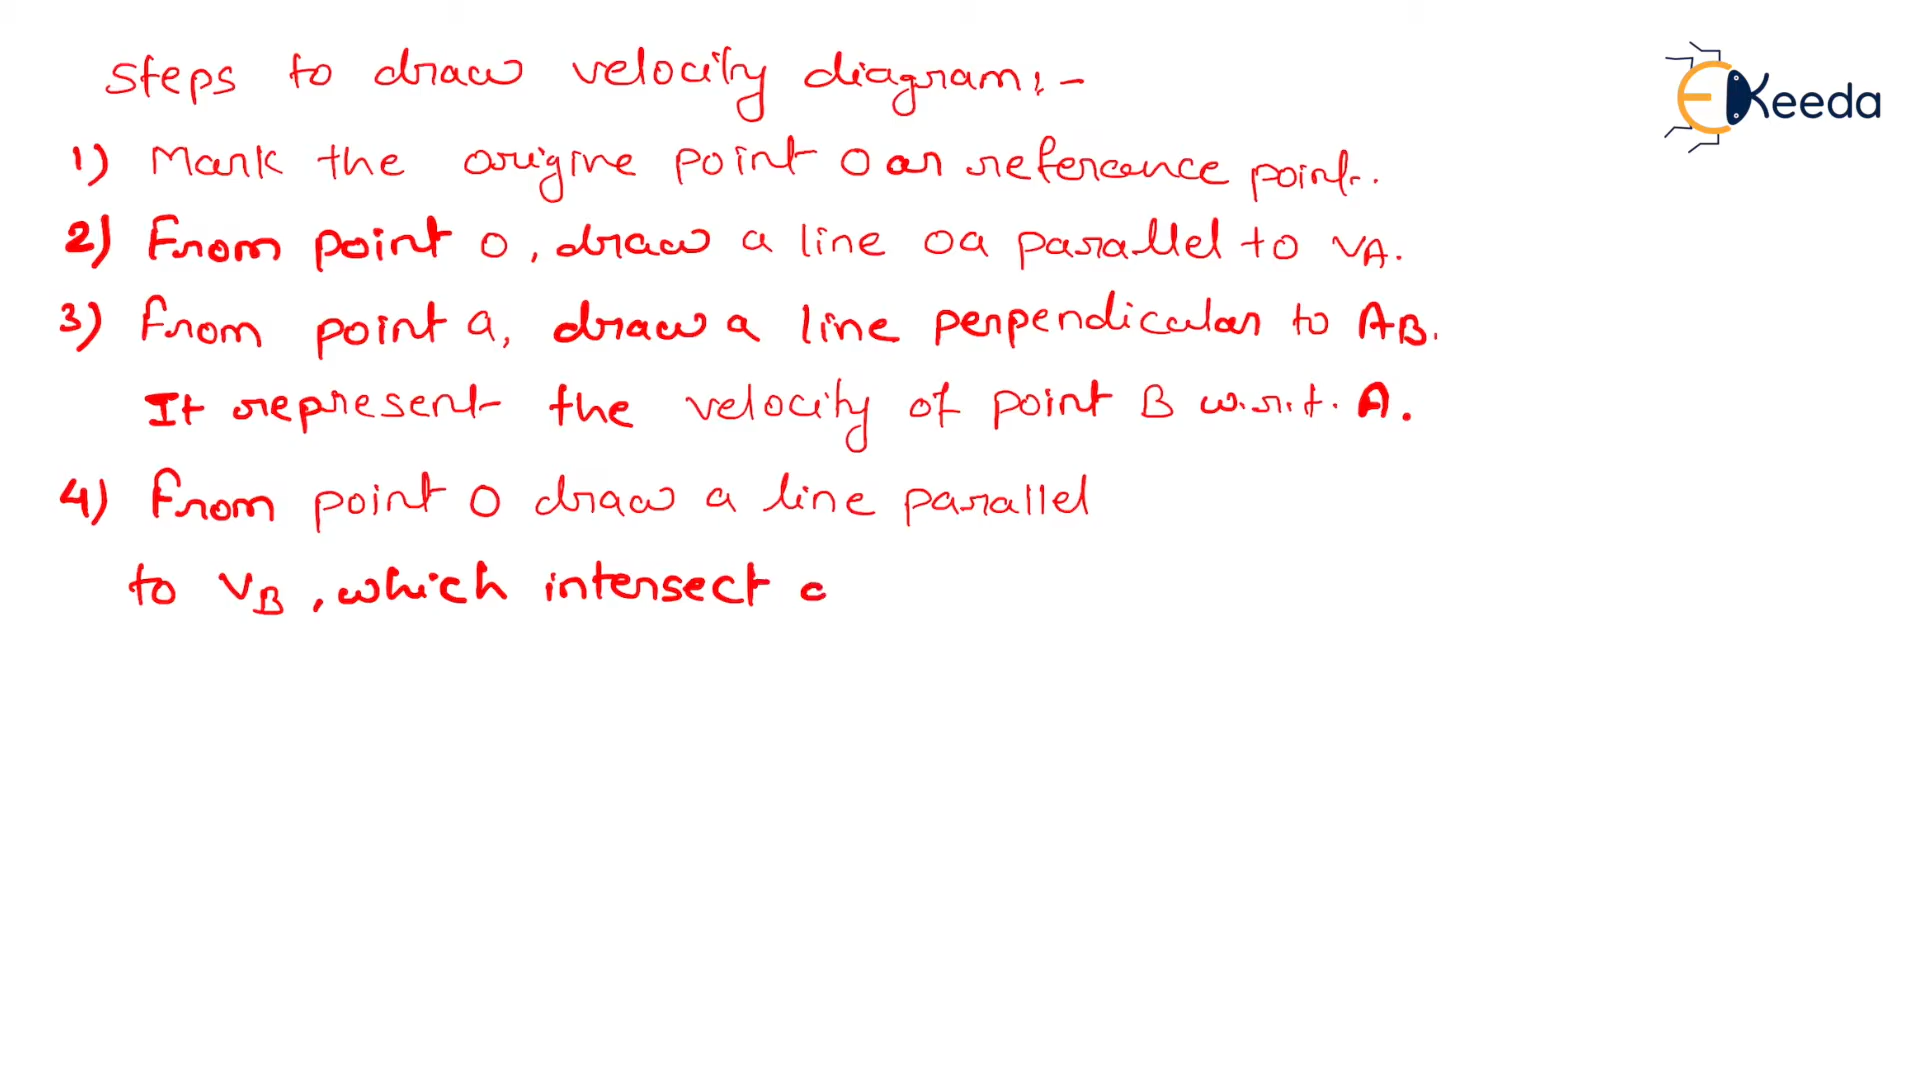 Steps to draw velocity diagram:-
EKeeda
1) Mark the origine point O or reference point.
2) From point O, draw a line oa parallel to VA.
3) From point a, draw a line perpendicular to AB.
It represent the velocity of point B w.r.t. A.
4) From point O draw a line parallel
to VB, which intersect